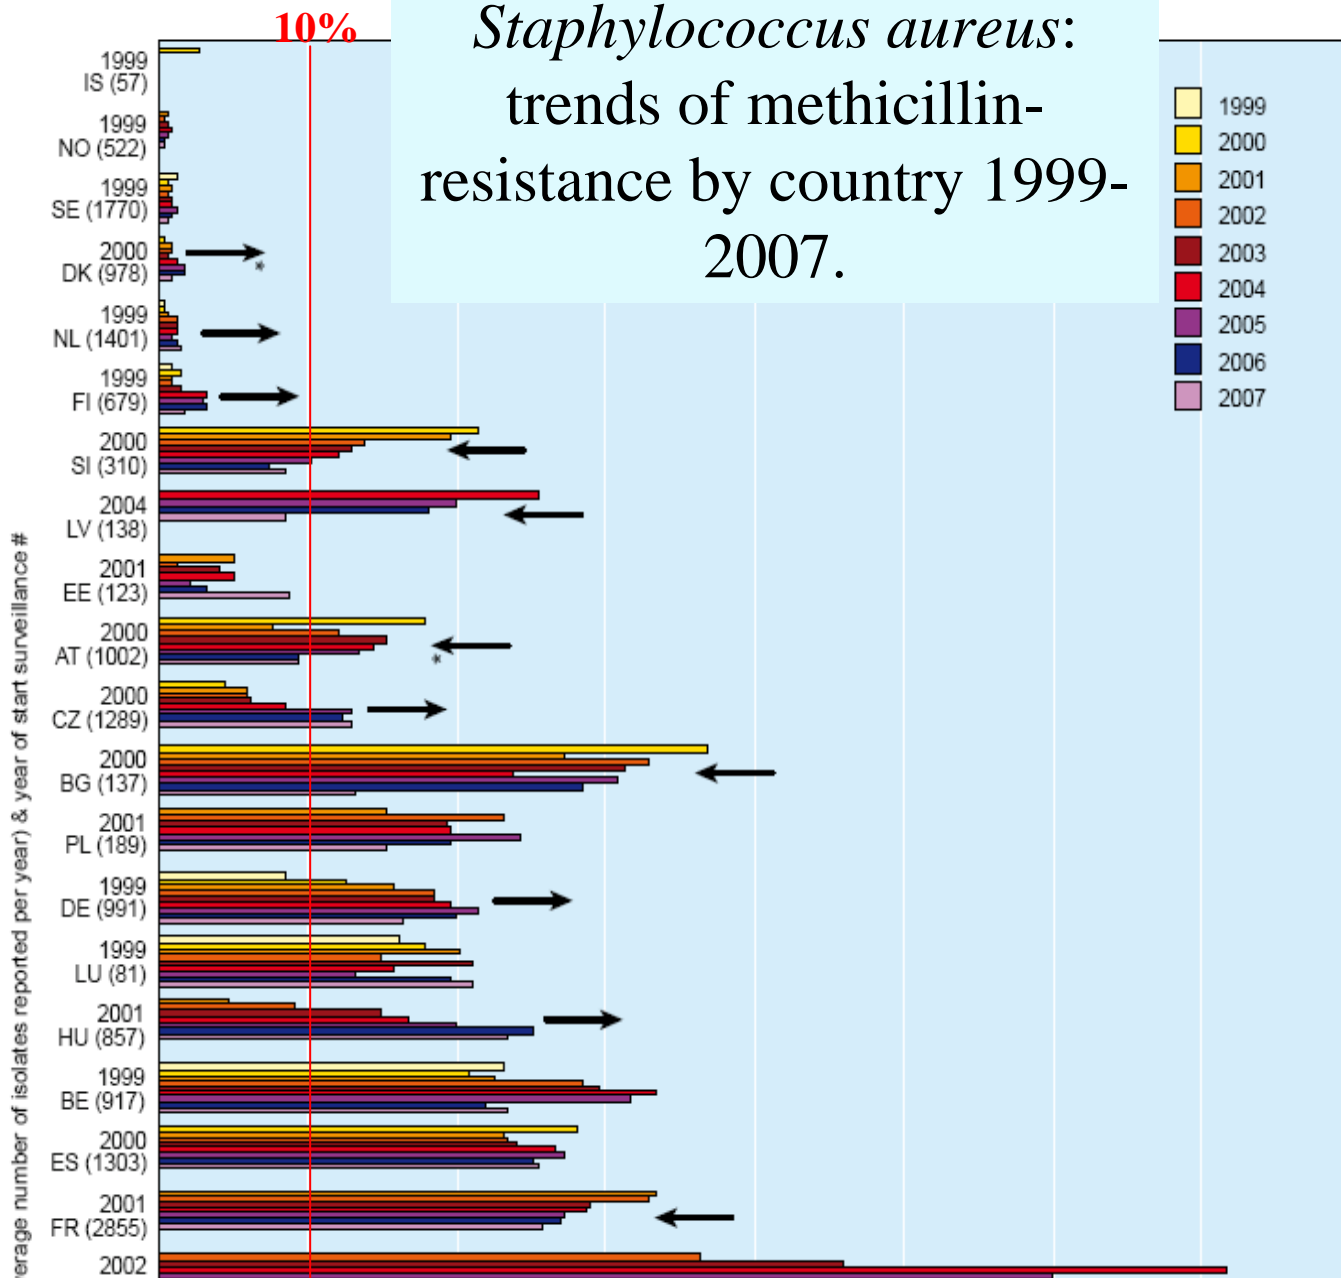 10%
Staphylococcus aureus:
trends of methicillin-
resistance by country 1999-
2007.
1999
2000
2001
2002
2003
2004
2005
2006
2007
1999
IS (57)
1999
NO (522)
1999
SE (1770)
2000
DK (978)
*
1999
NL (1401)
1999
FI (679)
2000
SI (310)
2004
LV (138)
2001
EE (123)
2000
AT (1002)
*
2000
CZ (1289)
2000
BG (137)
2001
PL (189)
1999
DE (991)
1999
LU (81)
2001
HU (857)
1999
BE (917)
2000
ES (1303)
2001
FR (2855)
2002
number of isolates reported per year) & year of start surveillance #